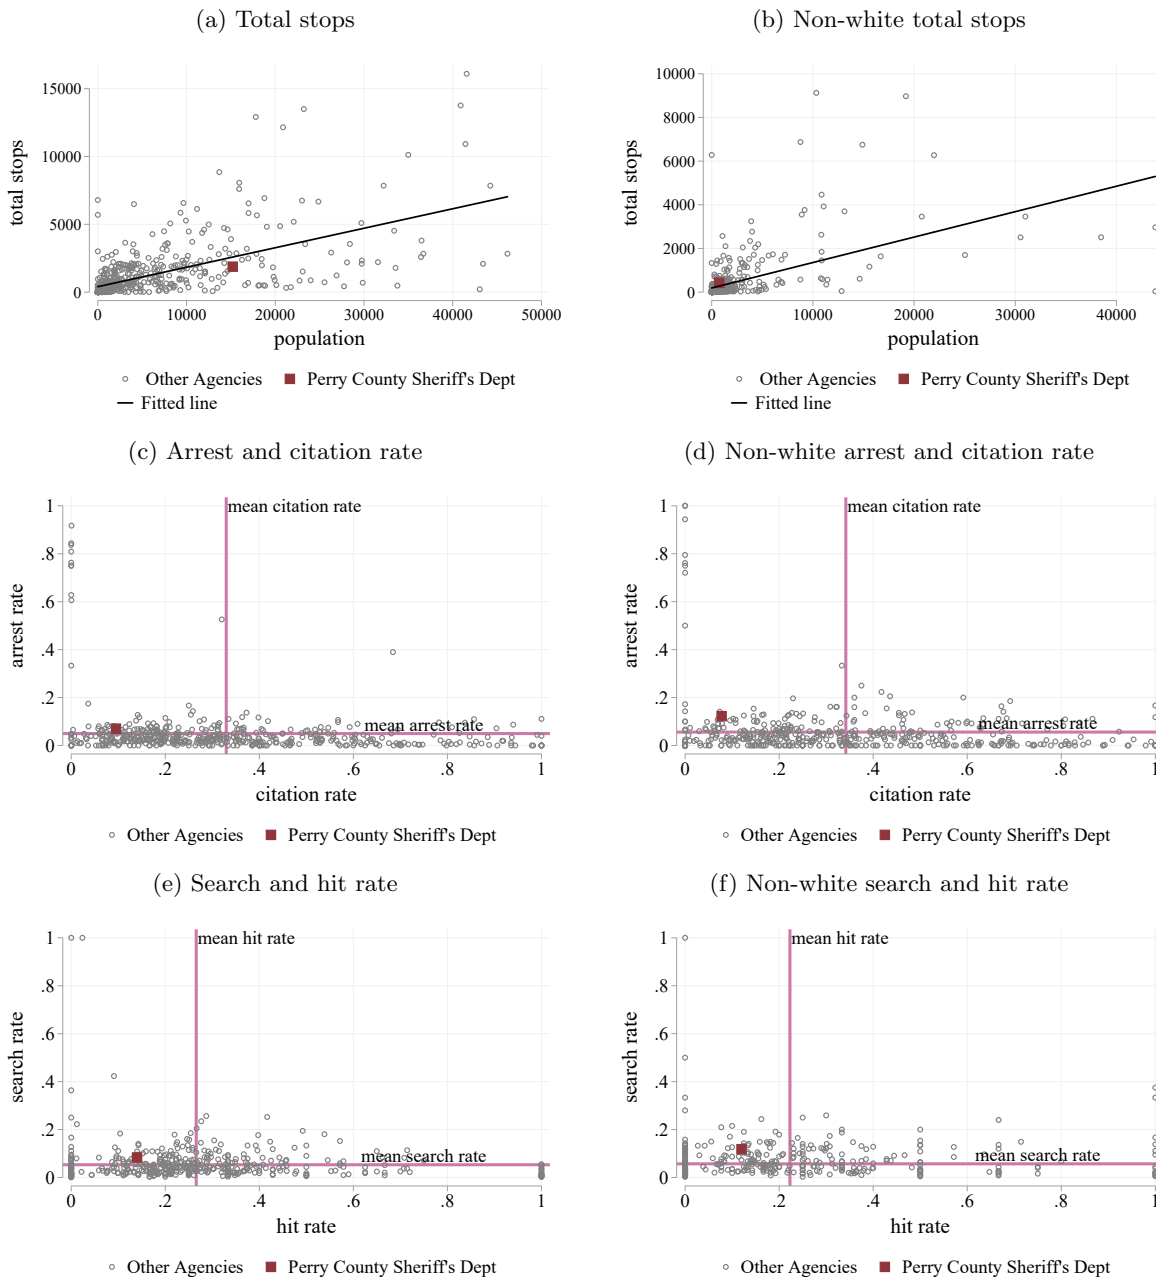 (a) Total stops
(b) Non-white total stops
total stops
15000
10000
5000
0
0 10000 20000 30000 40000 50000
population
Other Agencies Perry County Sheriff's Dept
Fitted line
total stops
10000
8000
6000
4000
2000
0
0 10000 20000 30000 40000
population
Other Agencies Perry County Sheriff's Dept
Fitted line
(c) Arrest and citation rate
(d) Non-white arrest and citation rate
arrest rate
1
.8
.6
.4
.2
0
mean citation rate
mean arrest rate
0 .2 .4 .6 .8 1
citation rate
Other Agencies Perry County Sheriff's Dept
arrest rate
1
.8
.6
.4
.2
0
mean citation rate
mean arrest rate
0 .2 .4 .6 .8 1
citation rate
Other Agencies Perry County Sheriff's Dept
(e) Search and hit rate
(f) Non-white search and hit rate
search rate
1
.8
.6
.4
.2
0
mean hit rate
mean search rate
0 .2 .4 .6 .8 1
hit rate
Other Agencies Perry County Sheriff's Dept
search rate
1
.8
.6
.4
.2
0
mean hit rate
mean search rate
0 .2 .4 .6 .8 1
hit rate
Other Agencies Perry County Sheriff's Dept